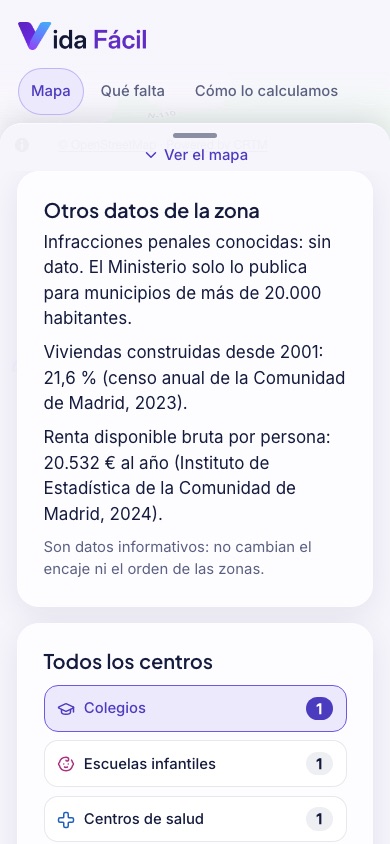 Vida Fácil
Mapa Qué falta Cómo lo calculamos
Ver el mapa
Otros datos de la zona
Infracciones penales conocidas: sin
dato. El Ministerio solo lo publica
para municipios de más de 20.000
habitantes.
Viviendas construidas desde 2001:
21,6 % (censo anual de la Comunidad
de Madrid, 2023).
Renta disponible bruta por persona:
20.532 € al año (Instituto de
Estadística de la Comunidad de
Madrid, 2024).
Son datos informativos: no cambian el
encaje ni el orden de las zonas.
Todos los centros
Colegios 1
Escuelas infantiles 1
Centros de salud 1